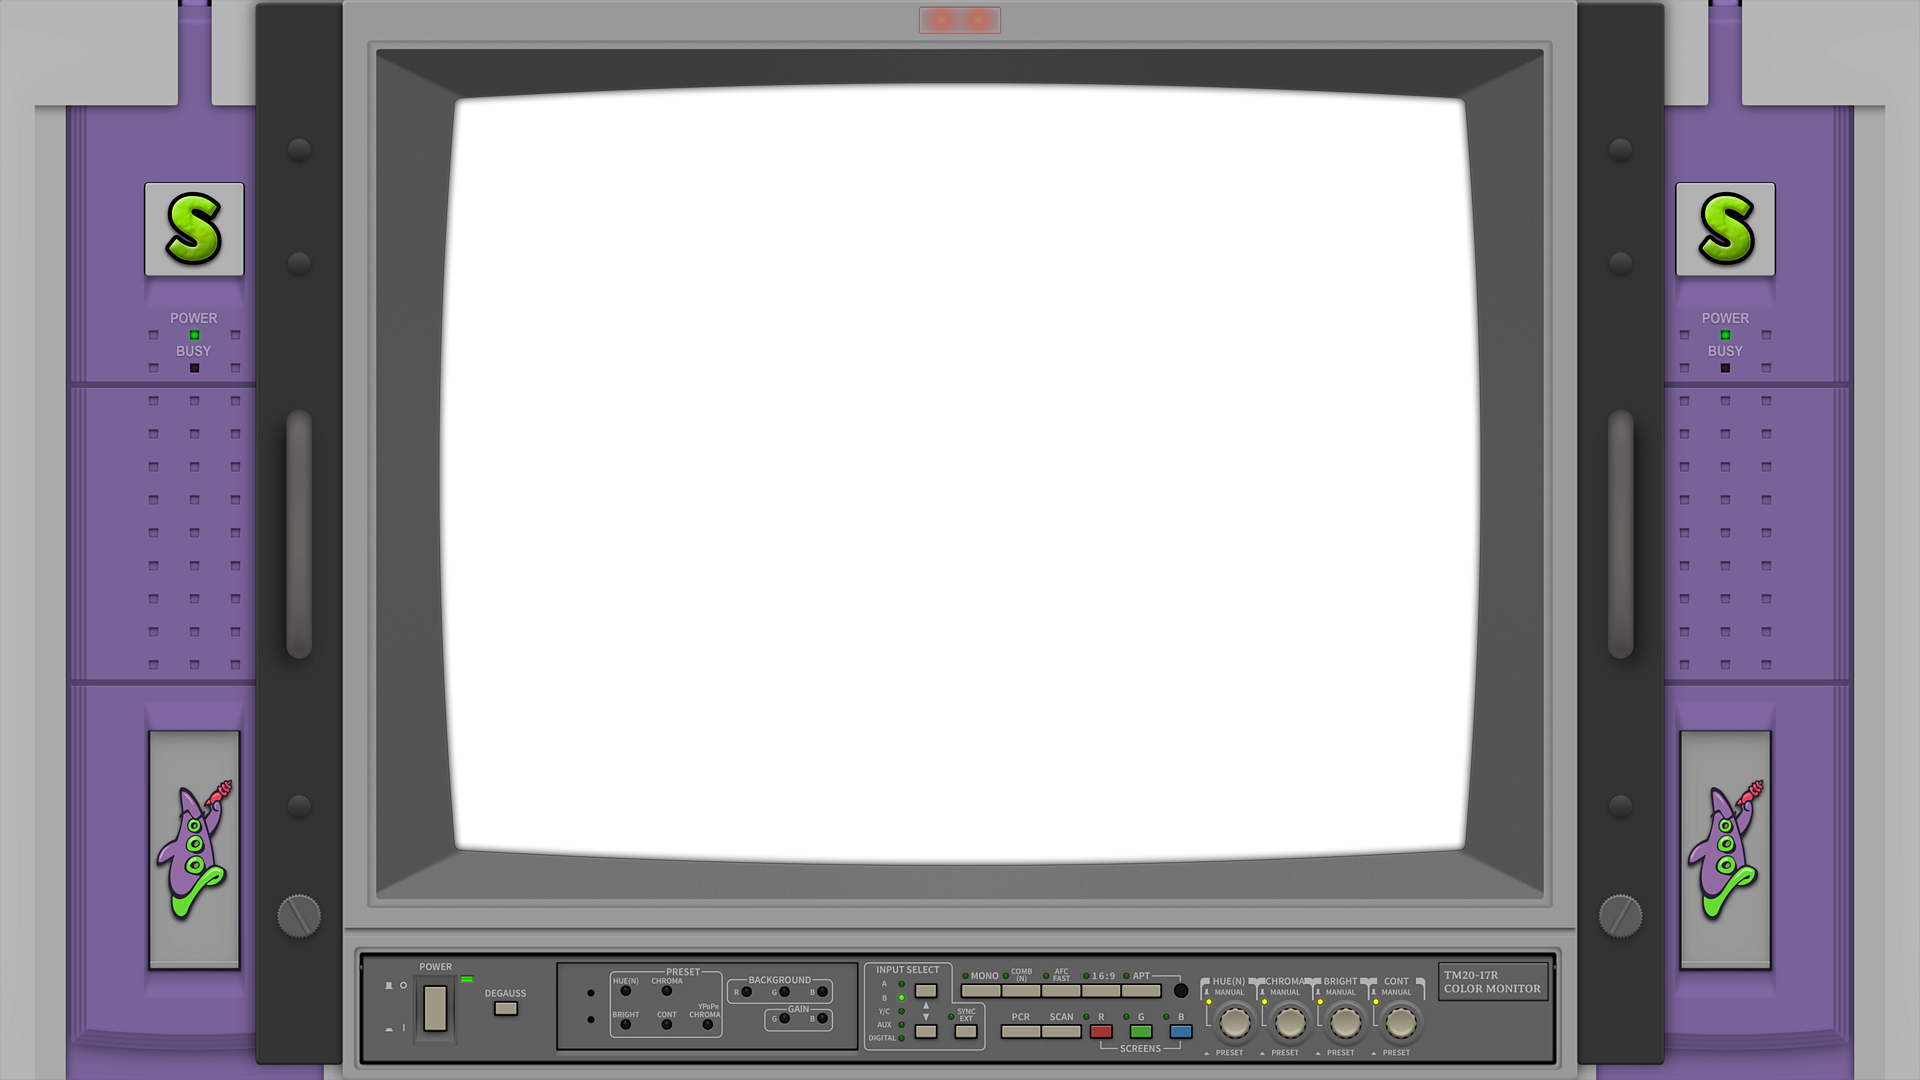 S
S
POWER
BUSY
POWER
BUSY
POWER
DEGAUSS
PRESET
HUE(N) CHROMA
BRIGHT CONT YPBPR CHROMA
BACKGROUND
R G B
GAIN
G B
INPUT SELECT
A
B
Y/C
AUX
DIGITAL
SYNC EXT
MONO COMB (N) AFC FAST 16:9 APT
PCR SCAN R G B
SCREENS
HUE(N) CHROMA BRIGHT CONT
MANUAL MANUAL MANUAL MANUAL
PRESET PRESET PRESET PRESET
TM20-17R
COLOR MONITOR